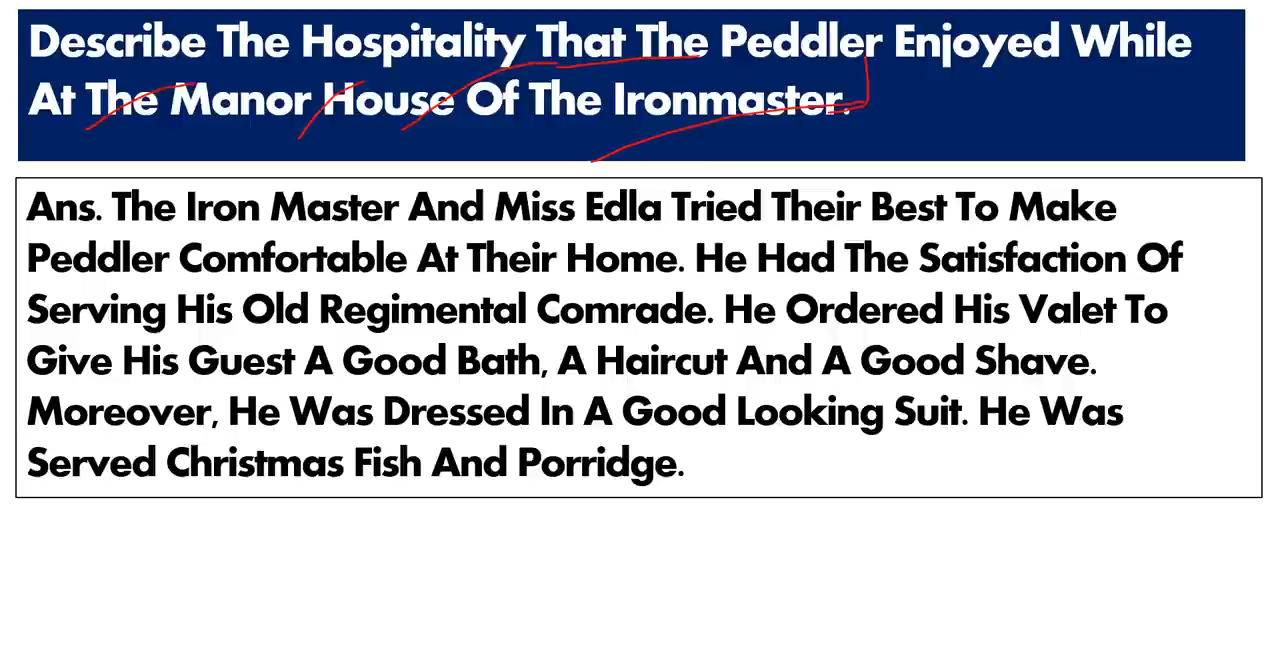 Describe The Hospitality That The Peddler Enjoyed While
At The Manor House Of The Ironmaster.
Ans. The Iron Master And Miss Edla Tried Their Best To Make
Peddler Comfortable At Their Home. He Had The Satisfaction Of
Serving His Old Regimental Comrade. He Ordered His Valet To
Give His Guest A Good Bath, A Haircut And A Good Shave.
Moreover, He Was Dressed In A Good Looking Suit. He Was
Served Christmas Fish And Porridge.